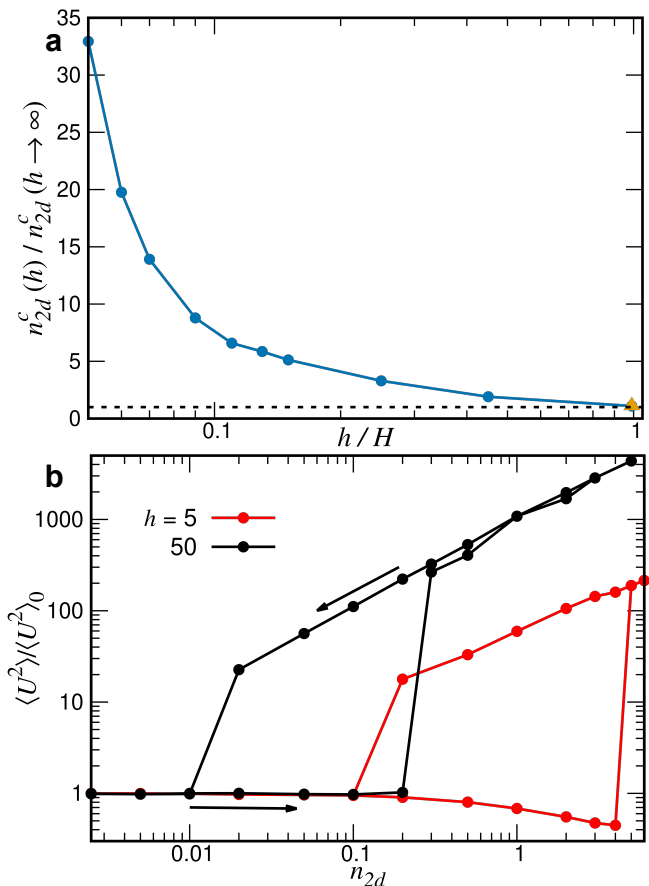 a
35
30
25
20
15
10
5
0
n^c_{2d}(h) / n^c_{2d}(h → ∞)
0.1
1
h / H
b
1000
100
10
1
⟨U²⟩/⟨U²⟩₀
h = 5
50
0.01
0.1
1
n_{2d}